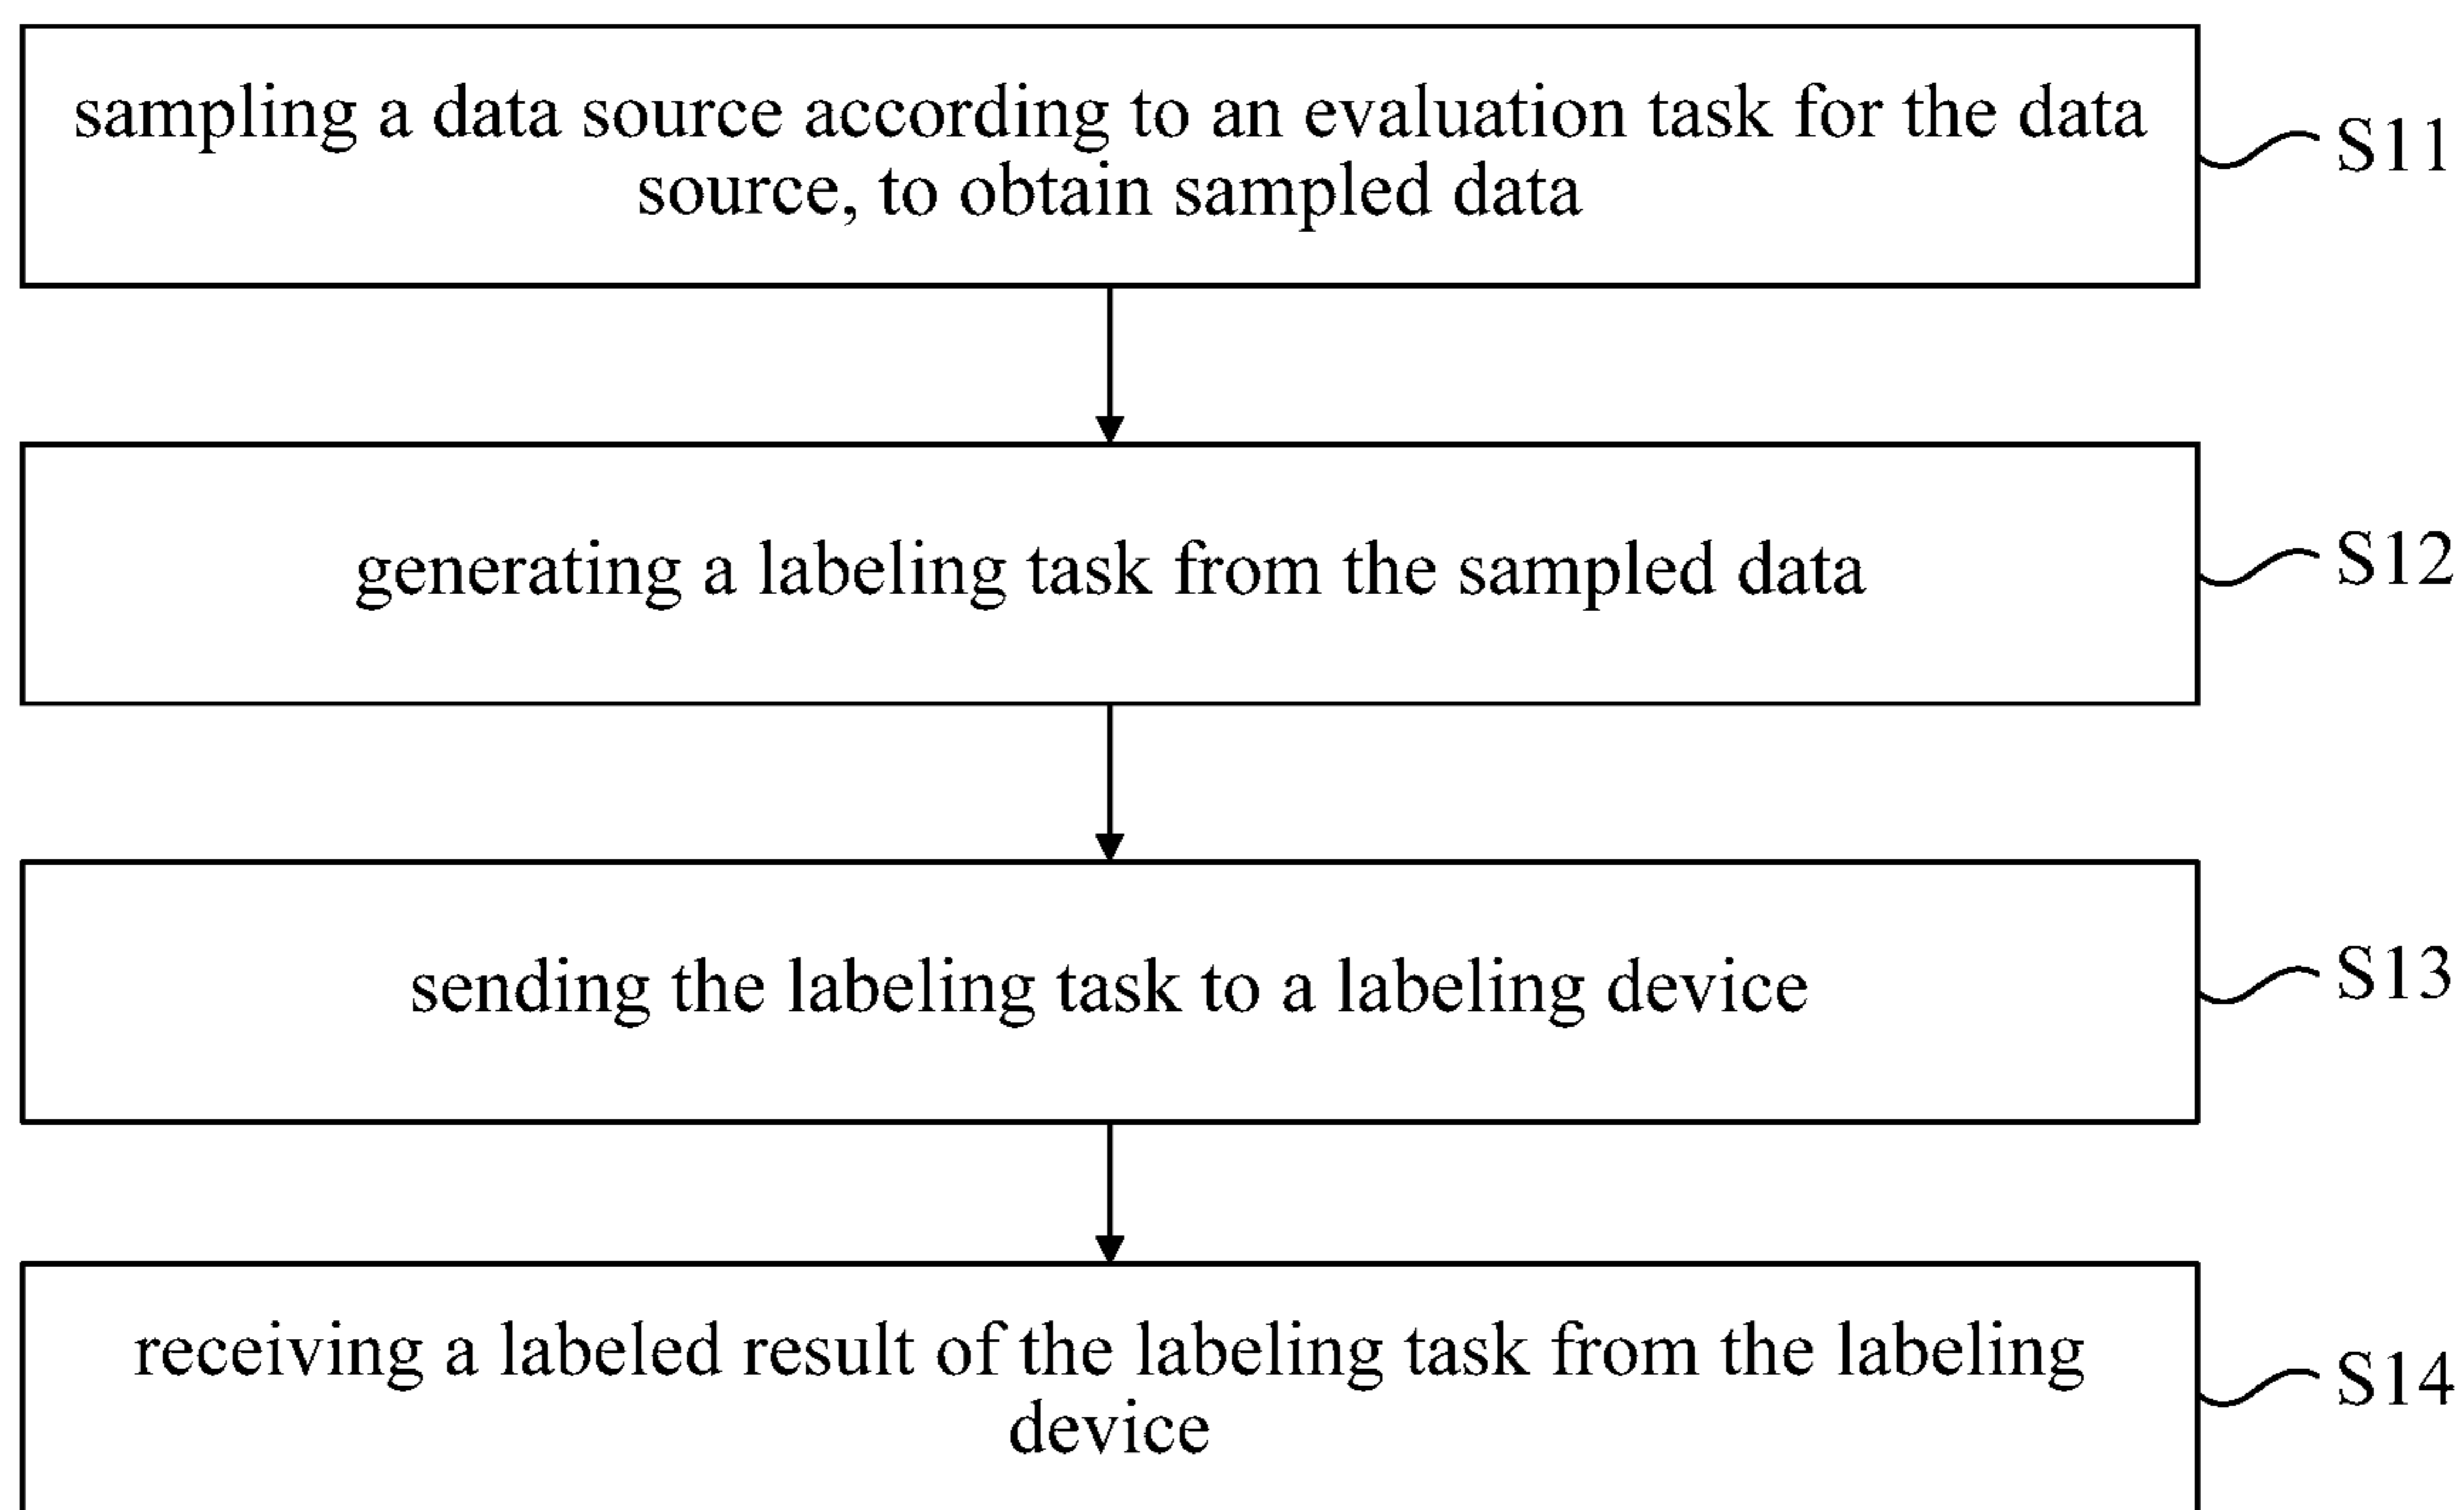 sampling a data source according to an evaluation task for the data
source, to obtain sampled data
S11
generating a labeling task from the sampled data
S12
sending the labeling task to a labeling device
S13
receiving a labeled result of the labeling task from the labeling
device
S14